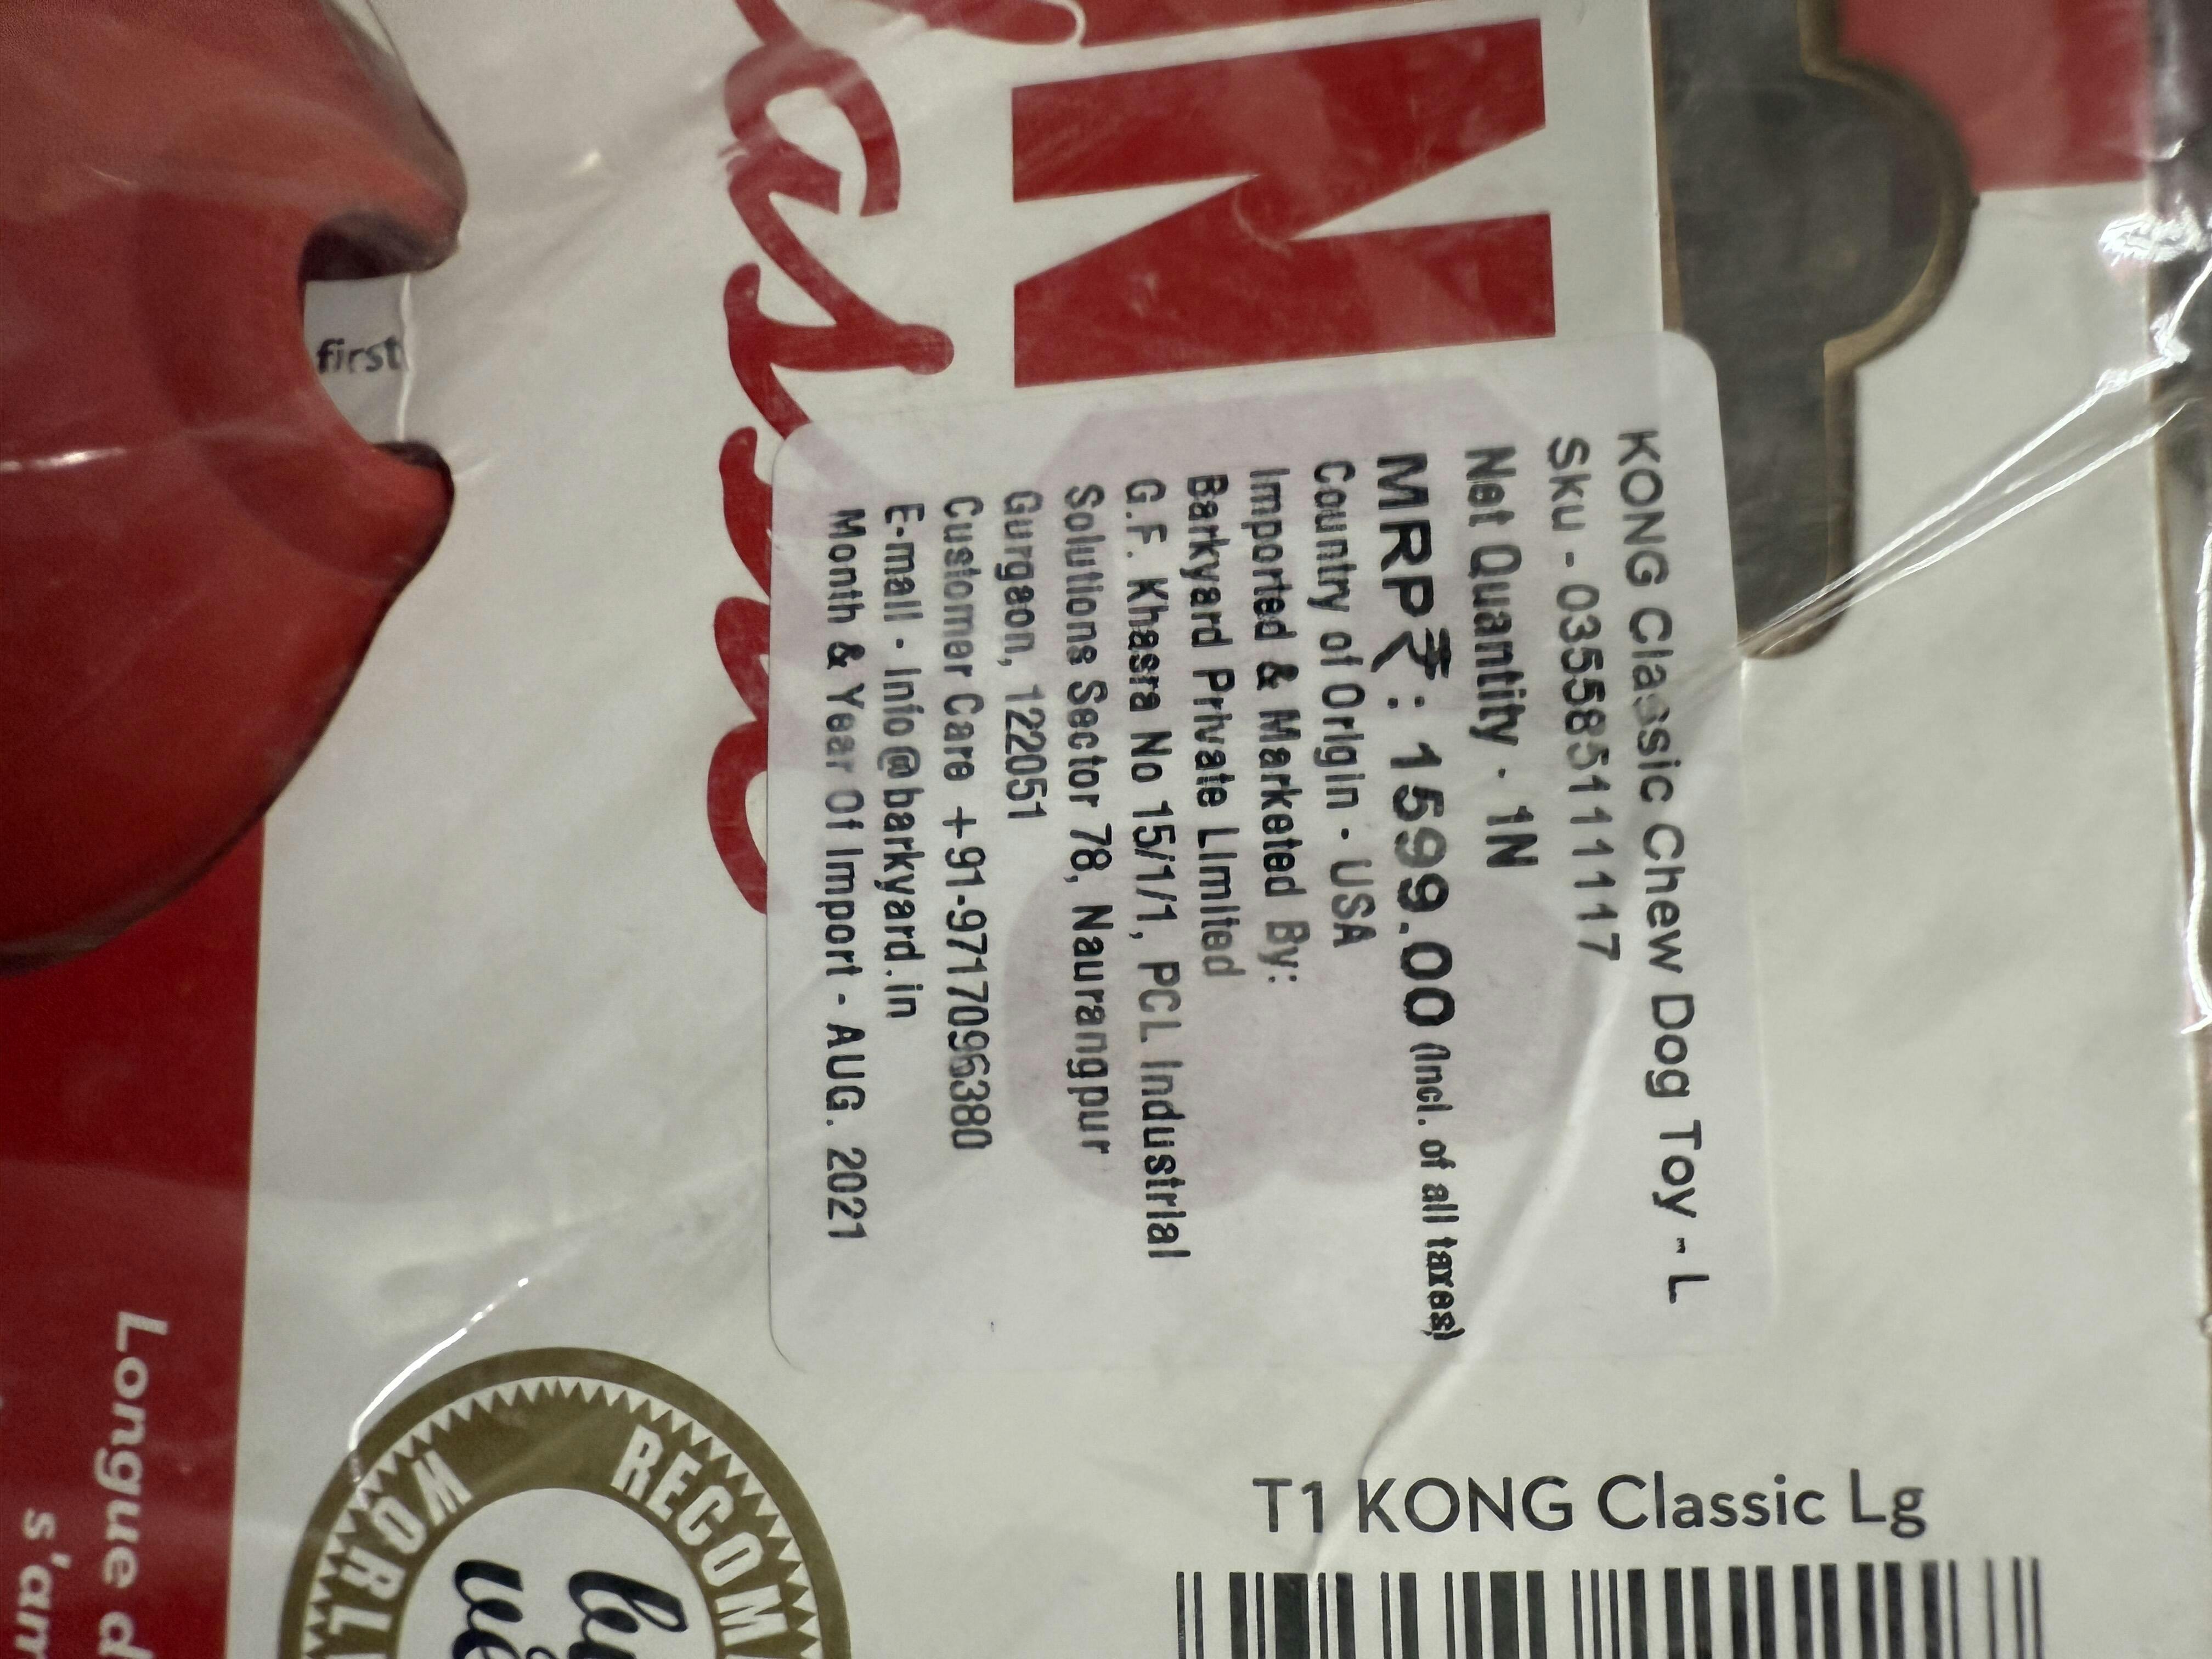 KONG Classic Chew Dog Toy - L
Sku - 035585111117
Net Quantity - 1N
MRP₹: 1599.00 (Incl. of all taxes)
Country of Origin - USA
Imported & Marketed By:
Barkyard Private Limited
G.F. Khasra No 15/1/1, PCL Industrial
Solutions Sector 78, Naurangpur
Gurgaon, 122051
Customer Care +91-9717096380
E-mail - Info@barkyard.in
Month & Year Of Import - AUG. 2021
T1 KONG Classic Lg
first
N
RECOM
WORL
Longue d
s'am